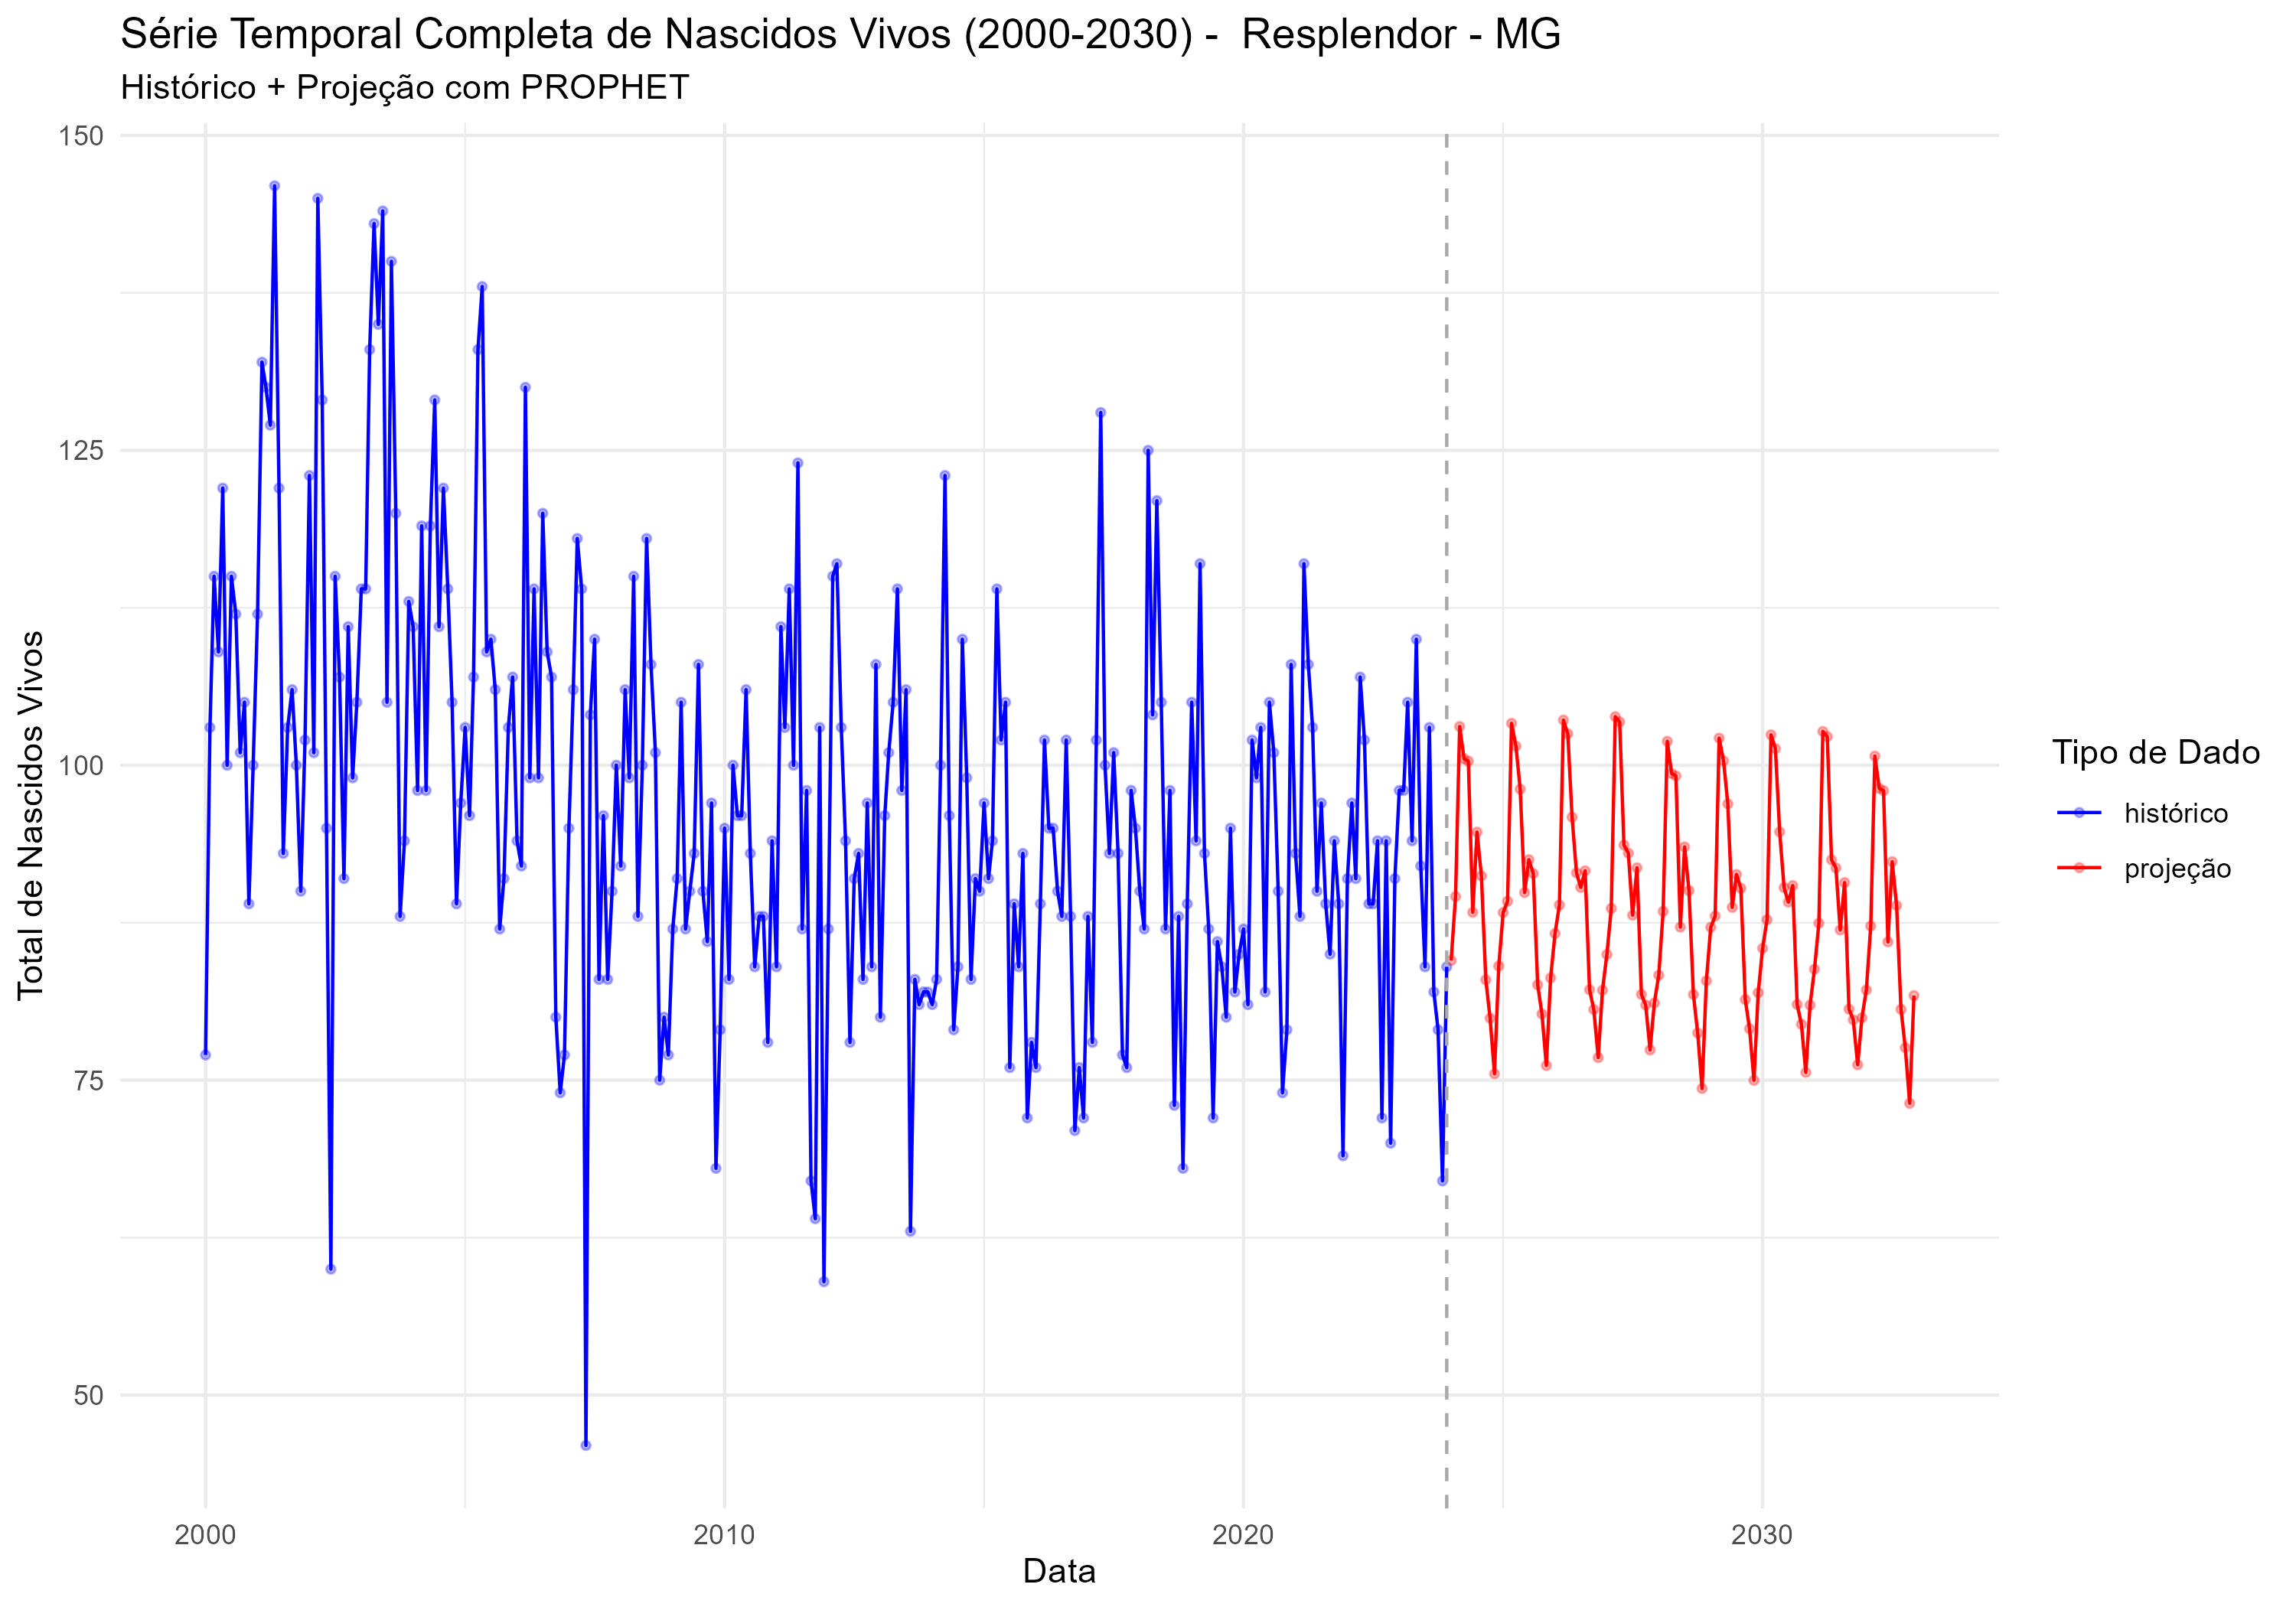 Série Temporal Completa de Nascidos Vivos (2000-2030) -  Resplendor - MG
Histórico + Projeção com PROPHET
150
125
100
75
50
Total de Nascidos Vivos
2000
2010
2020
2030
Data
Tipo de Dado
histórico
projeção